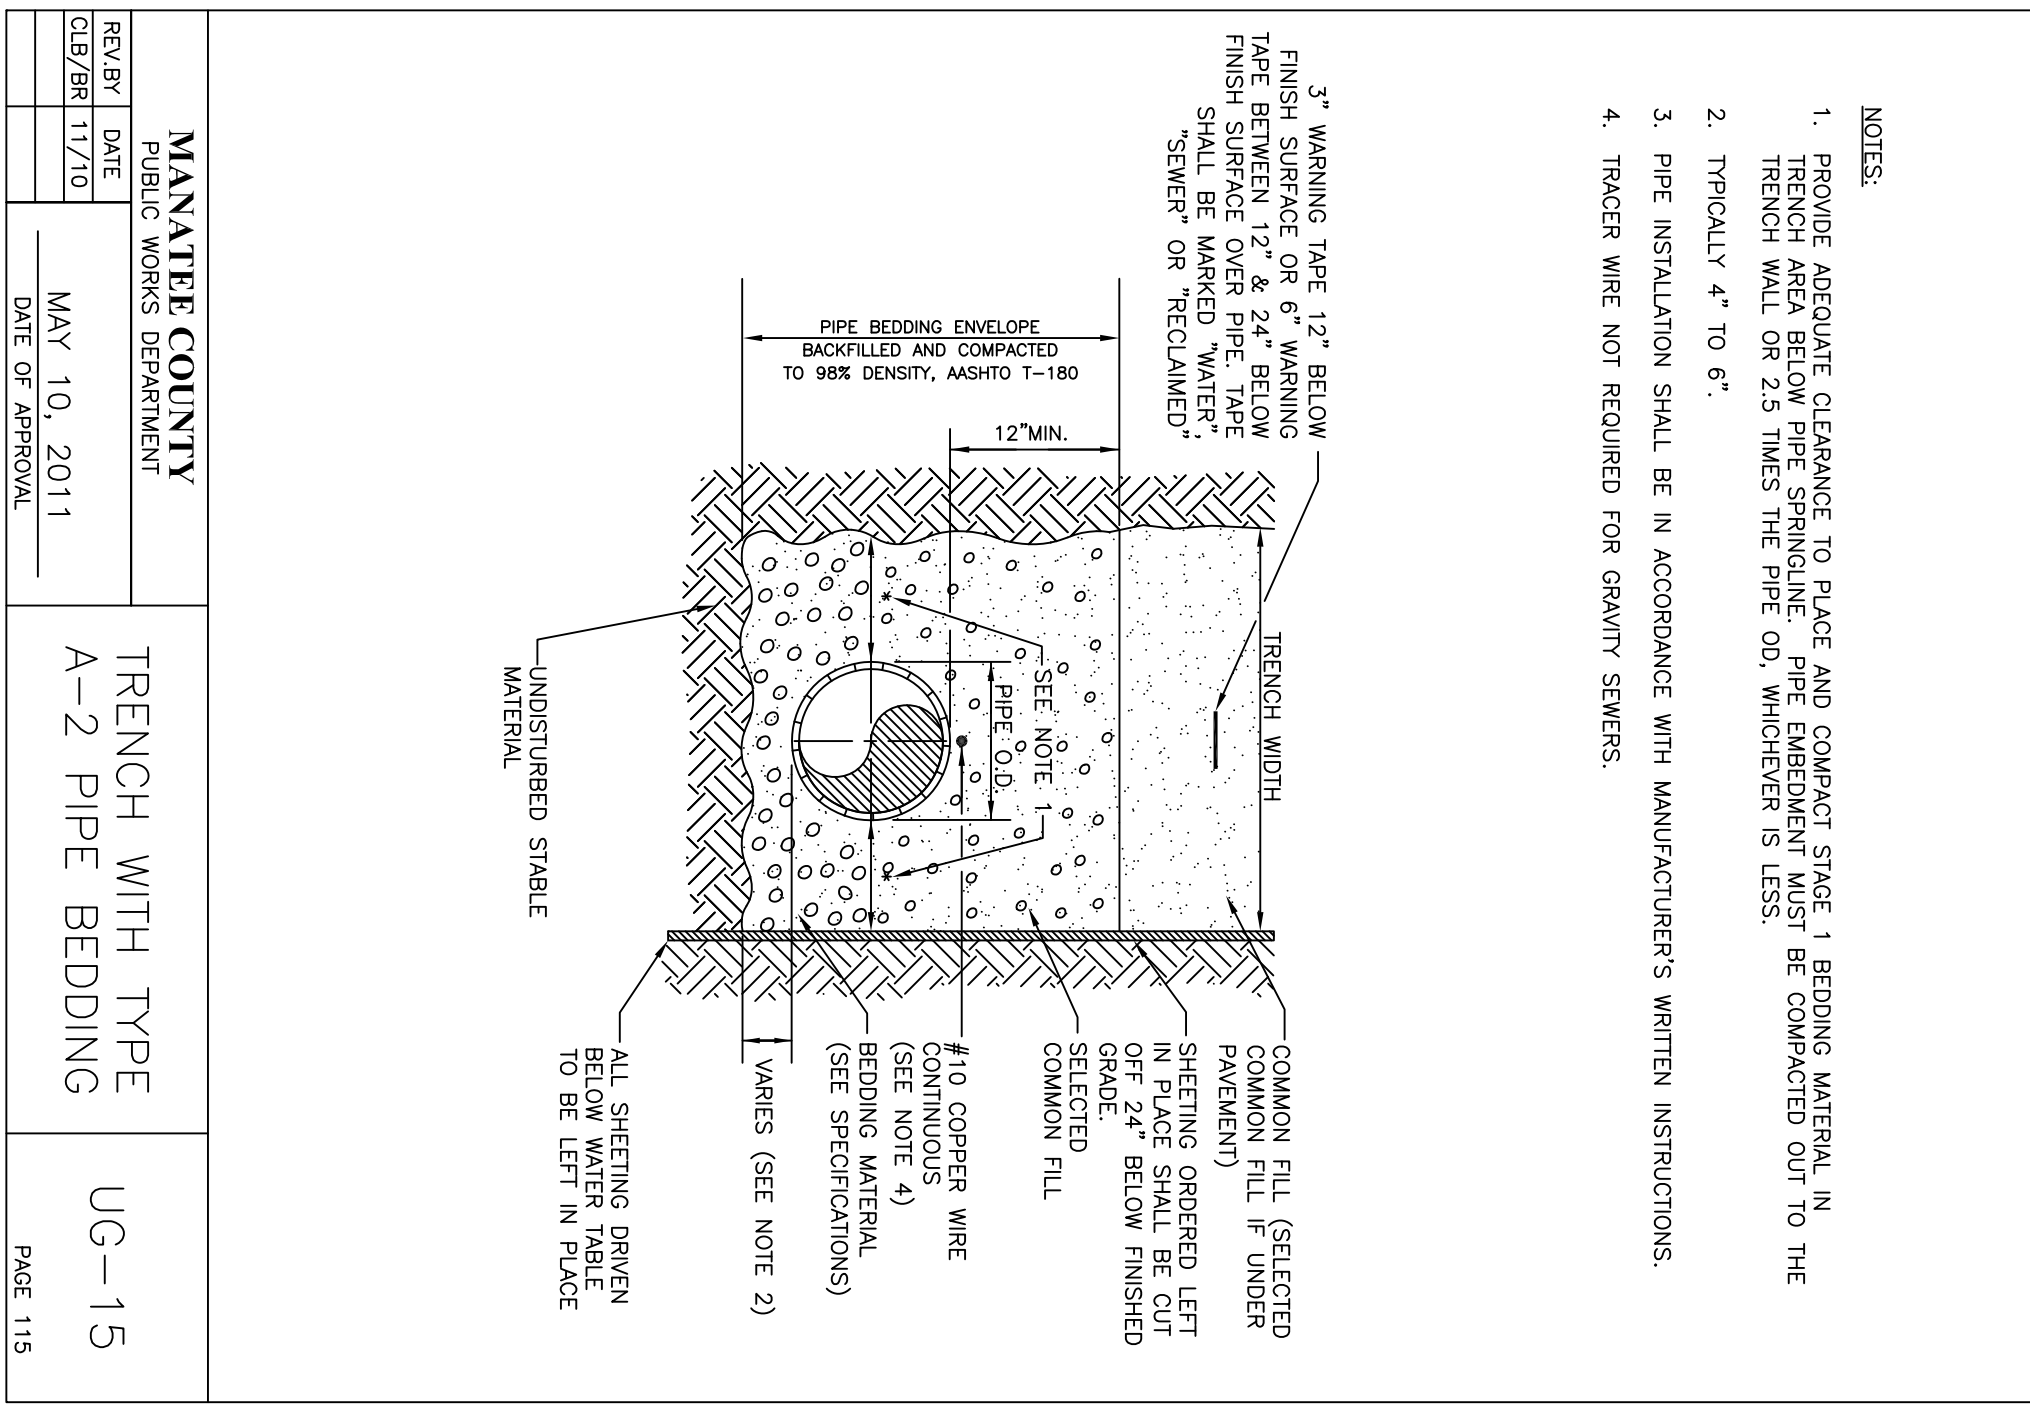 NOTES:
1. PROVIDE ADEQUATE CLEARANCE TO PLACE AND COMPACT STAGE 1 BEDDING MATERIAL IN
TRENCH AREA BELOW PIPE SPRINGLINE. PIPE EMBEDMENT MUST BE COMPACTED OUT TO THE
TRENCH WALL OR 2.5 TIMES THE PIPE OD, WHICHEVER IS LESS.
2. TYPICALLY 4" TO 6".
3. PIPE INSTALLATION SHALL BE IN ACCORDANCE WITH MANUFACTURER'S WRITTEN INSTRUCTIONS.
4. TRACER WIRE NOT REQUIRED FOR GRAVITY SEWERS.
3" WARNING TAPE 12" BELOW
FINISH SURFACE OR 6" WARNING
TAPE BETWEEN 12" & 24" BELOW
FINISH SURFACE OVER PIPE. TAPE
SHALL BE MARKED "WATER",
"SEWER" OR "RECLAIMED"
TRENCH WIDTH
COMMON FILL (SELECTED
COMMON FILL IF UNDER
PAVEMENT)
SHEETING ORDERED LEFT
IN PLACE SHALL BE CUT
OFF 24" BELOW FINISHED
GRADE.
SELECTED
COMMON FILL
12"MIN.
SEE NOTE 1
PIPE O.D.
*
*
#10 COPPER WIRE
CONTINUOUS
(SEE NOTE 4)
BEDDING MATERIAL
(SEE SPECIFICATIONS)
PIPE BEDDING ENVELOPE
BACKFILLED AND COMPACTED
TO 98% DENSITY, AASHTO T-180
VARIES (SEE NOTE 2)
ALL SHEETING DRIVEN
BELOW WATER TABLE
TO BE LEFT IN PLACE
UNDISTURBED STABLE
MATERIAL
MANATEE COUNTY
PUBLIC WORKS DEPARTMENT
REV.BY DATE
CLB/BR 11/10
MAY 10, 2011
DATE OF APPROVAL
TRENCH WITH TYPE
A-2 PIPE BEDDING
UG-15
PAGE 115